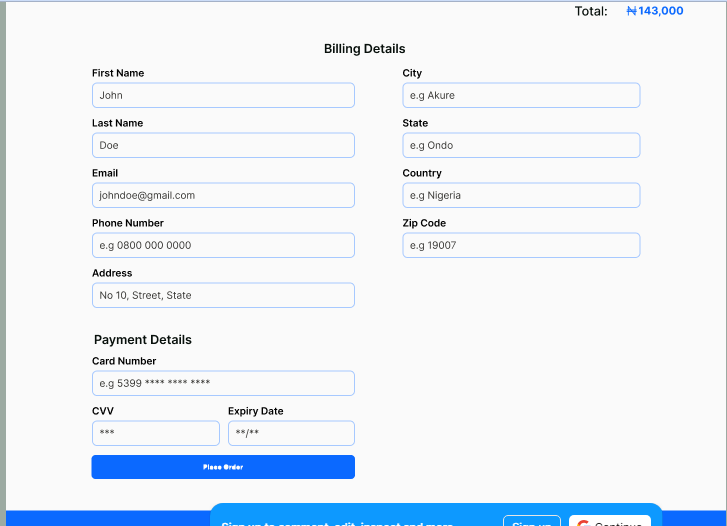 Total: ₦143,000
Billing Details
First Name
John
Last Name
Doe
Email
johndoe@gmail.com
Phone Number
e.g 0800 000 0000
Address
No 10, Street, State
City
e.g Akure
State
e.g Ondo
Country
e.g Nigeria
Zip Code
e.g 19007
Payment Details
Card Number
e.g 5399 **** **** ****
CVV
***
Expiry Date
**/**
Place Order
Sign up to comment, edit, inspect and more.
Sign up
Continue